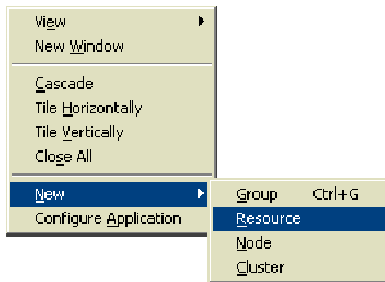 View
New Window
Cascade
Tile Horizontally
Tile Vertically
Close All
New
Configure Application
Group Ctrl+G
Resource
Node
Cluster